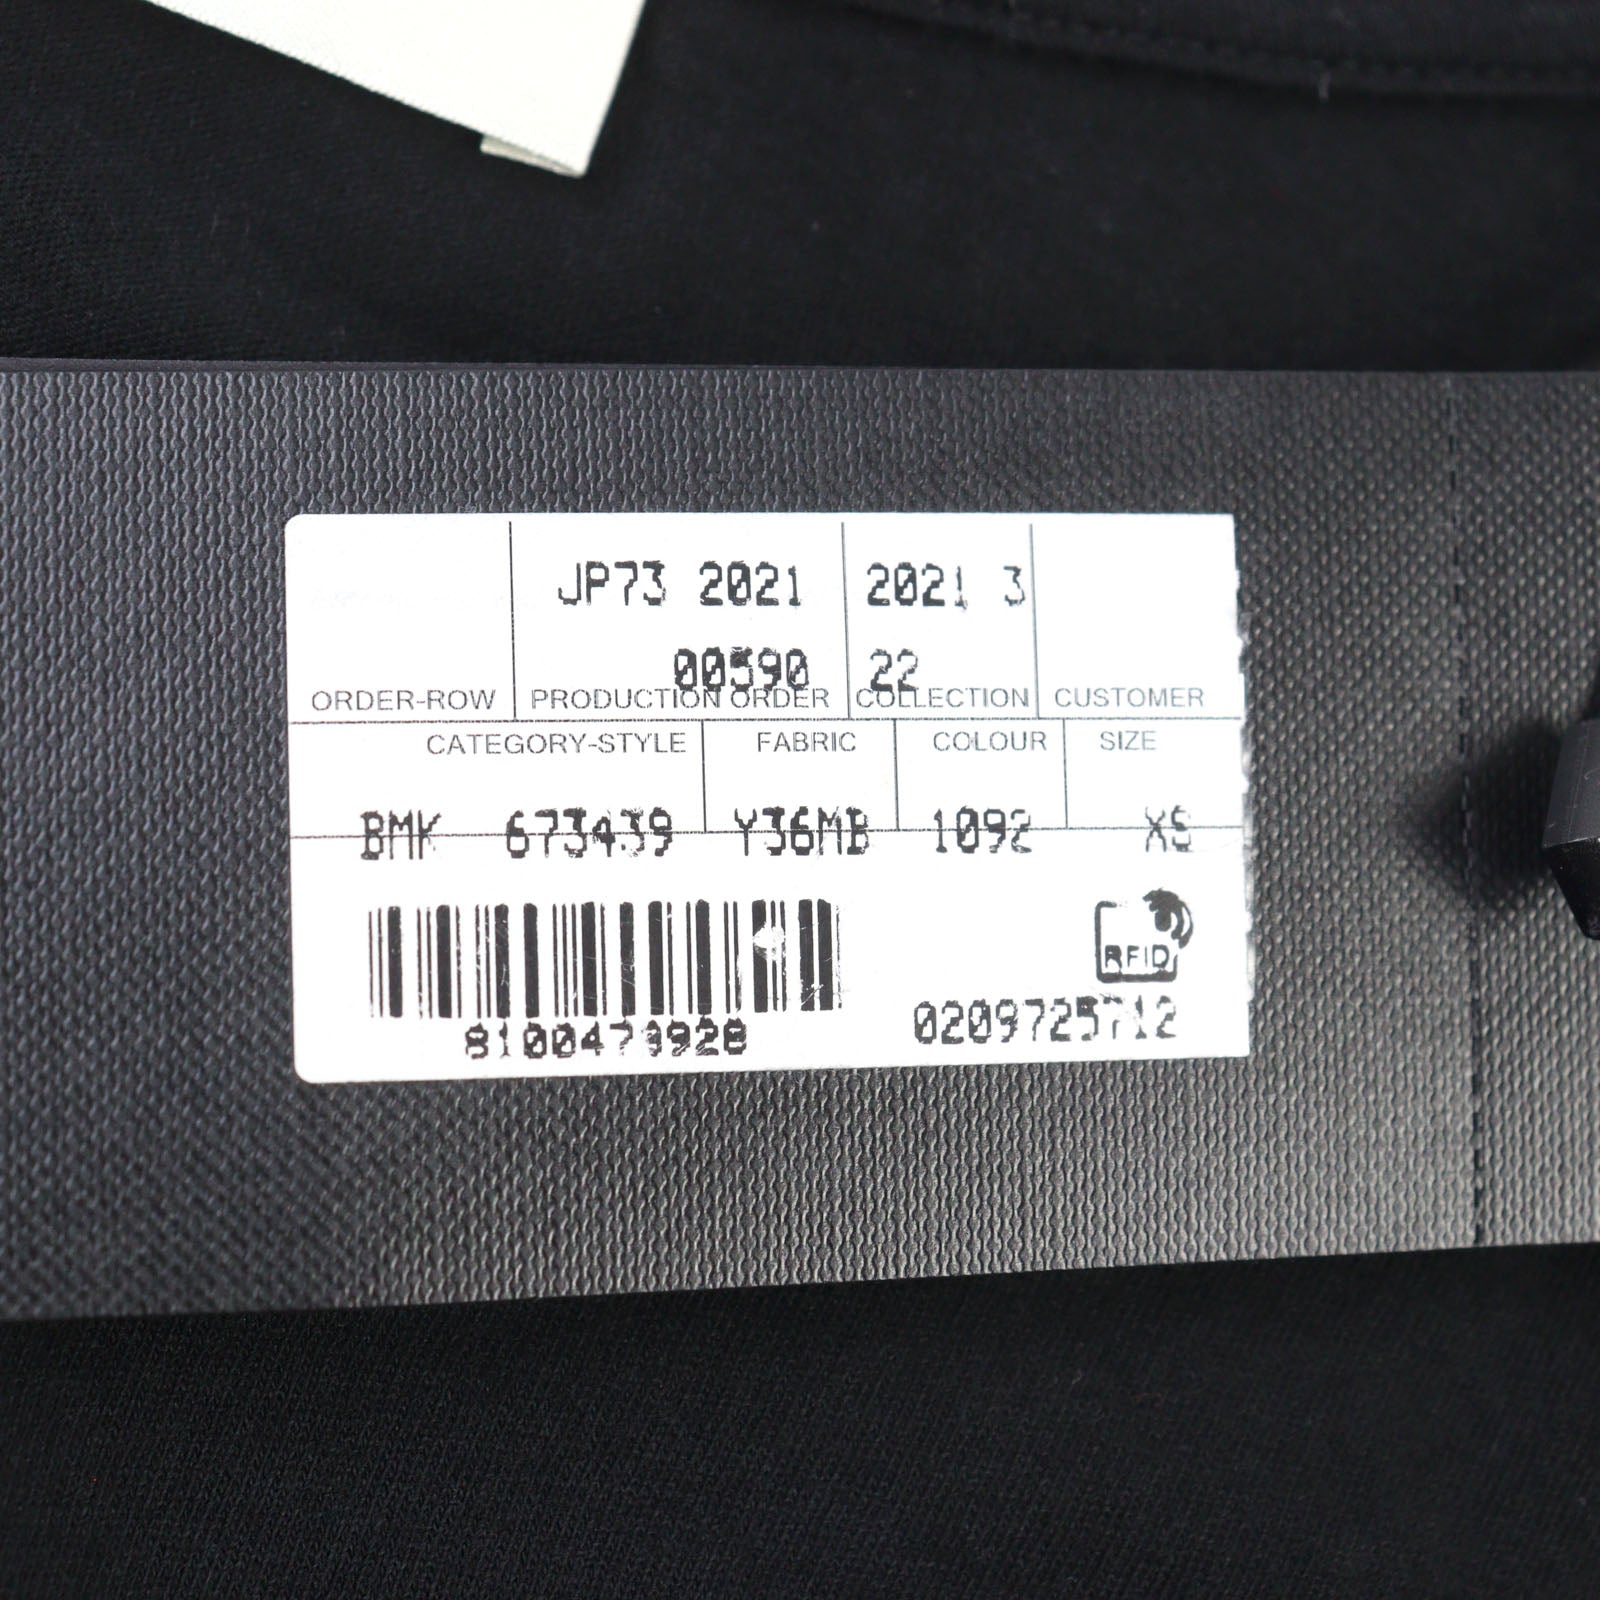 JP73 2021 2021 3
00590 22
ORDER-ROW PRODUCTION ORDER COLLECTION CUSTOMER
CATEGORY-STYLE FABRIC COLOUR SIZE
BMK 673439 Y36MB 1092 XS
RFID
8100479928 0209725712